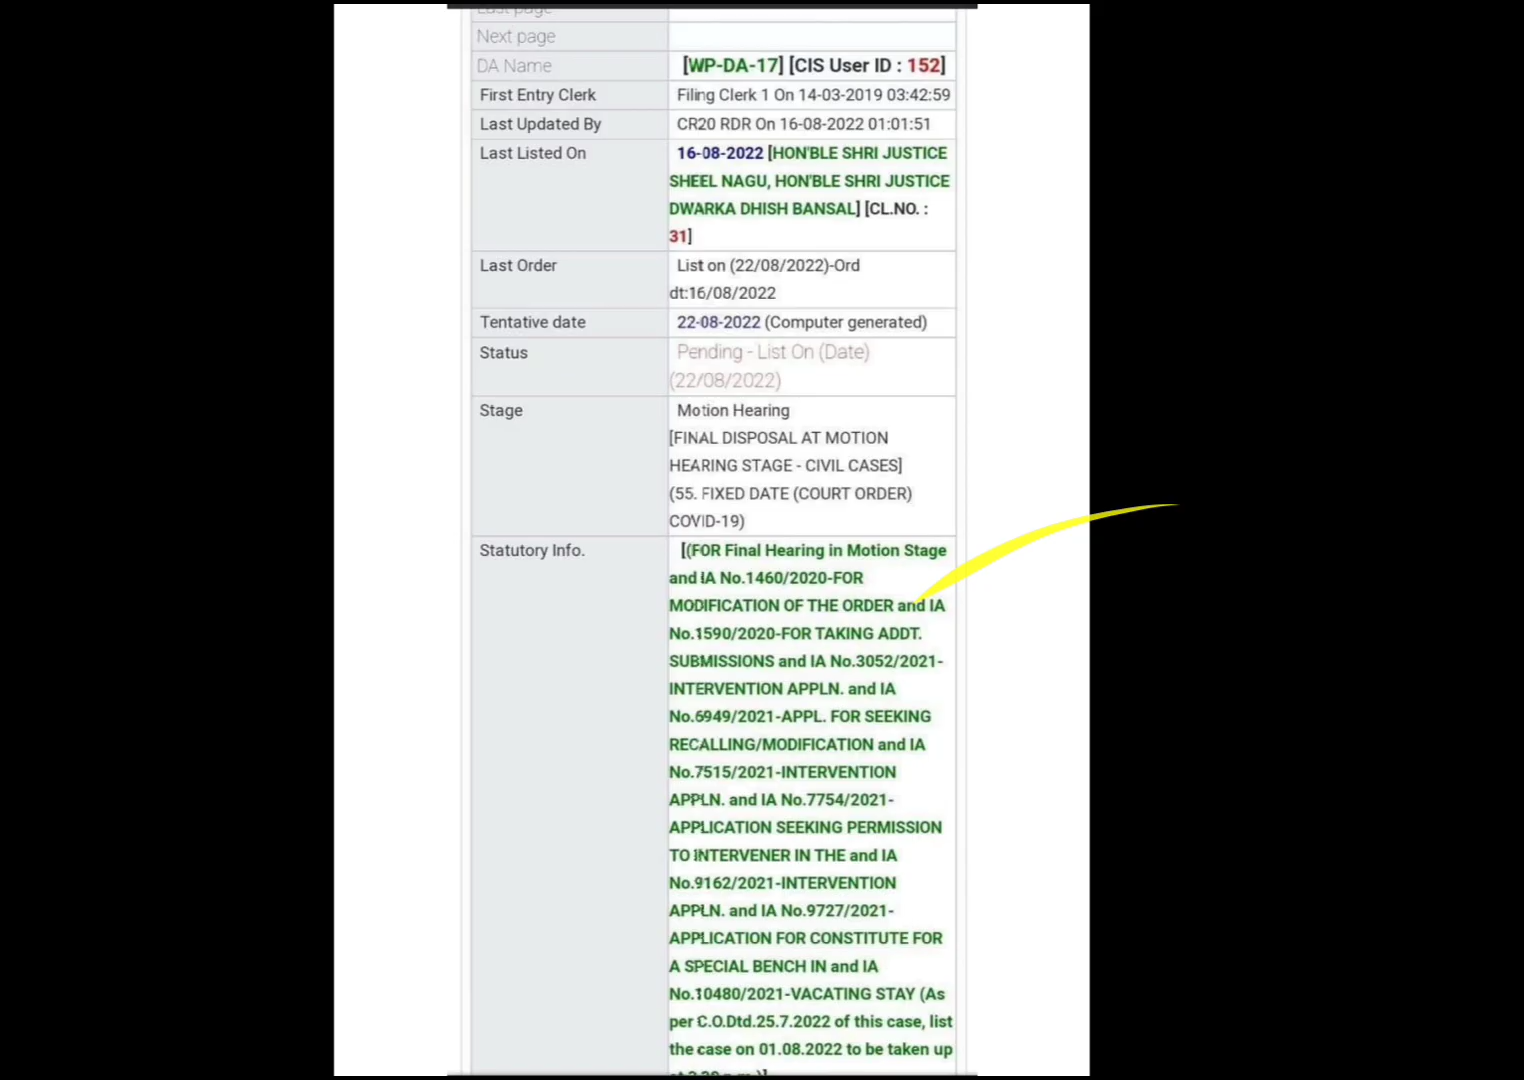 Last page
Next page
DA Name [WP-DA-17] [CIS User ID : 152]
First Entry Clerk Filing Clerk 1 On 14-03-2019 03:42:59
Last Updated By CR20 RDR On 16-08-2022 01:01:51
Last Listed On 16-08-2022 [HON'BLE SHRI JUSTICE
SHEEL NAGU, HON'BLE SHRI JUSTICE
DWARKA DHISH BANSAL] [CL.NO. :
31]
Last Order List on (22/08/2022)-Ord
dt:16/08/2022
Tentative date 22-08-2022 (Computer generated)
Status Pending - List On (Date)
(22/08/2022)
Stage Motion Hearing
[FINAL DISPOSAL AT MOTION
HEARING STAGE - CIVIL CASES]
(55. FIXED DATE (COURT ORDER)
COVID-19)
Statutory Info. [(FOR Final Hearing in Motion Stage
and IA No.1460/2020-FOR
MODIFICATION OF THE ORDER and IA
No.1590/2020-FOR TAKING ADDT.
SUBMISSIONS and IA No.3052/2021-
INTERVENTION APPLN. and IA
No.6949/2021-APPL. FOR SEEKING
RECALLING/MODIFICATION and IA
No.7515/2021-INTERVENTION
APPLN. and IA No.7754/2021-
APPLICATION SEEKING PERMISSION
TO INTERVENER IN THE and IA
No.9162/2021-INTERVENTION
APPLN. and IA No.9727/2021-
APPLICATION FOR CONSTITUTE FOR
A SPECIAL BENCH IN and IA
No.10480/2021-VACATING STAY (As
per C.O.Dtd.25.7.2022 of this case, list
the case on 01.08.2022 to be taken up